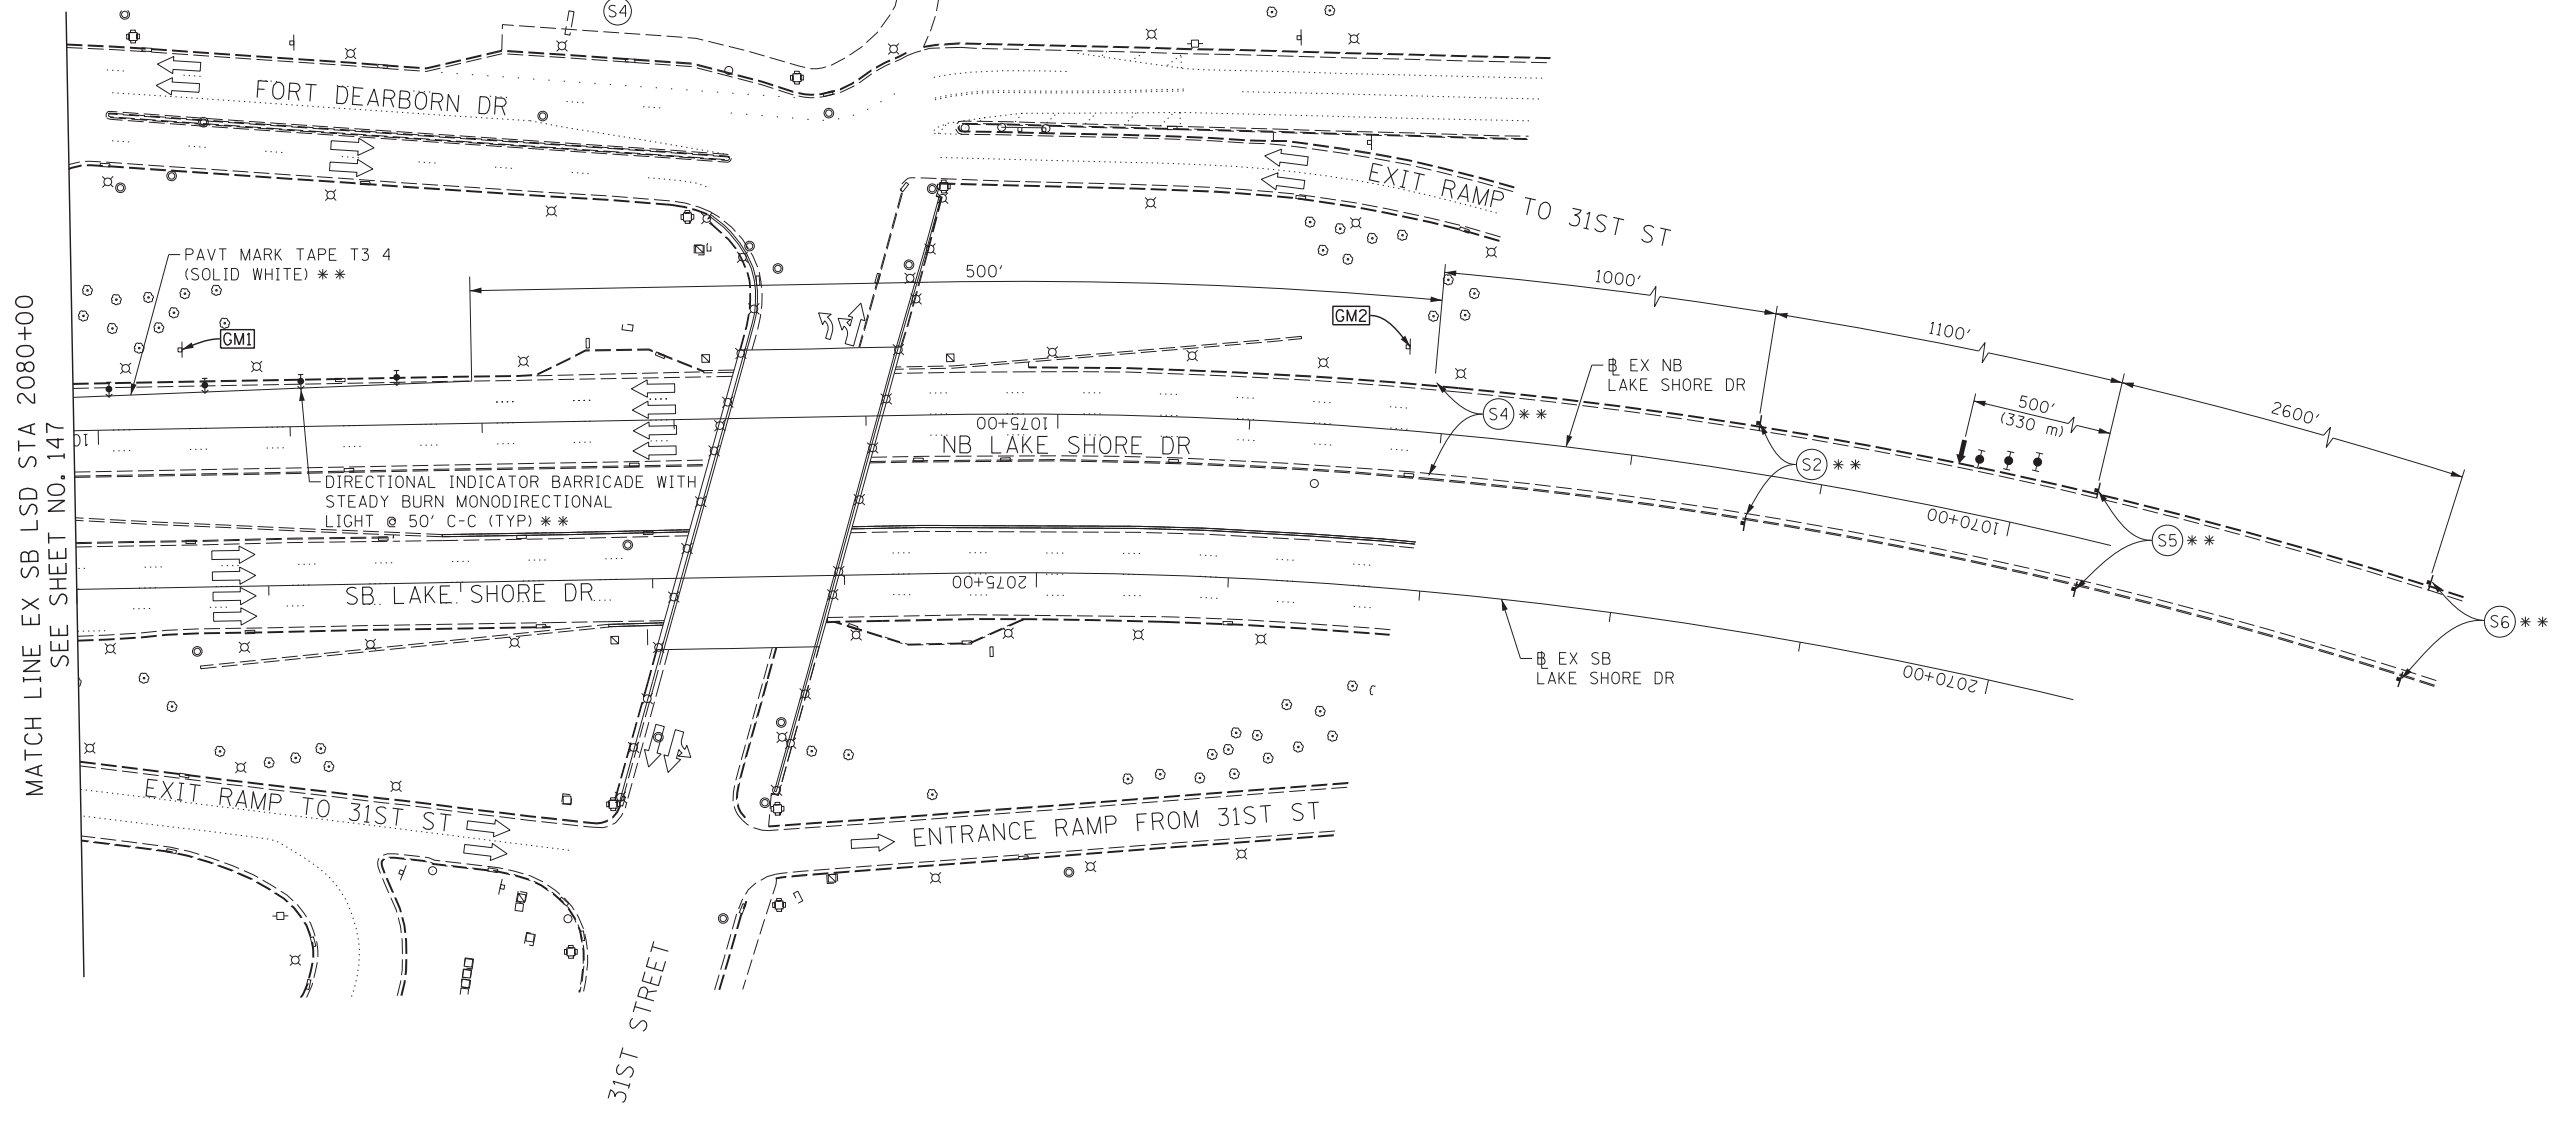 S4
FORT DEARBORN DR
EXIT RAMP TO 31ST ST
PAVT MARK TAPE T3 4
(SOLID WHITE) * *
500'
1000'
1100'
2600'
500'
(330 m)
GM1
GM2
℄ EX NB
LAKE SHORE DR
S4 * *
S2 * *
S5 * *
S6 * *
MATCH LINE EX SB LSD STA 2080+00
SEE SHEET NO. 147
10
1075+00
NB LAKE SHORE DR
1070+00
DIRECTIONAL INDICATOR BARRICADE WITH
STEADY BURN MONODIRECTIONAL
LIGHT @ 50' C-C (TYP) * *
2075+00
SB LAKE SHORE DR
℄ EX SB
LAKE SHORE DR
2070+00
EXIT RAMP TO 31ST ST
ENTRANCE RAMP FROM 31ST ST
31ST STREET